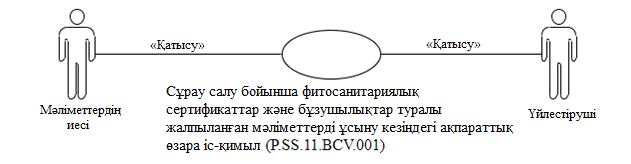 «Қатысу»
«Қатысу»
Мәліметтердің
иесі
Сұрау салу бойынша фитосанитариялық
сертификаттар және бұзушылықтар туралы
жалпыланған мәліметтерді ұсыну кезіндегі ақпараттық
өзара іс-қимыл (P.SS.11.BCV.001)
Үйлестіруші